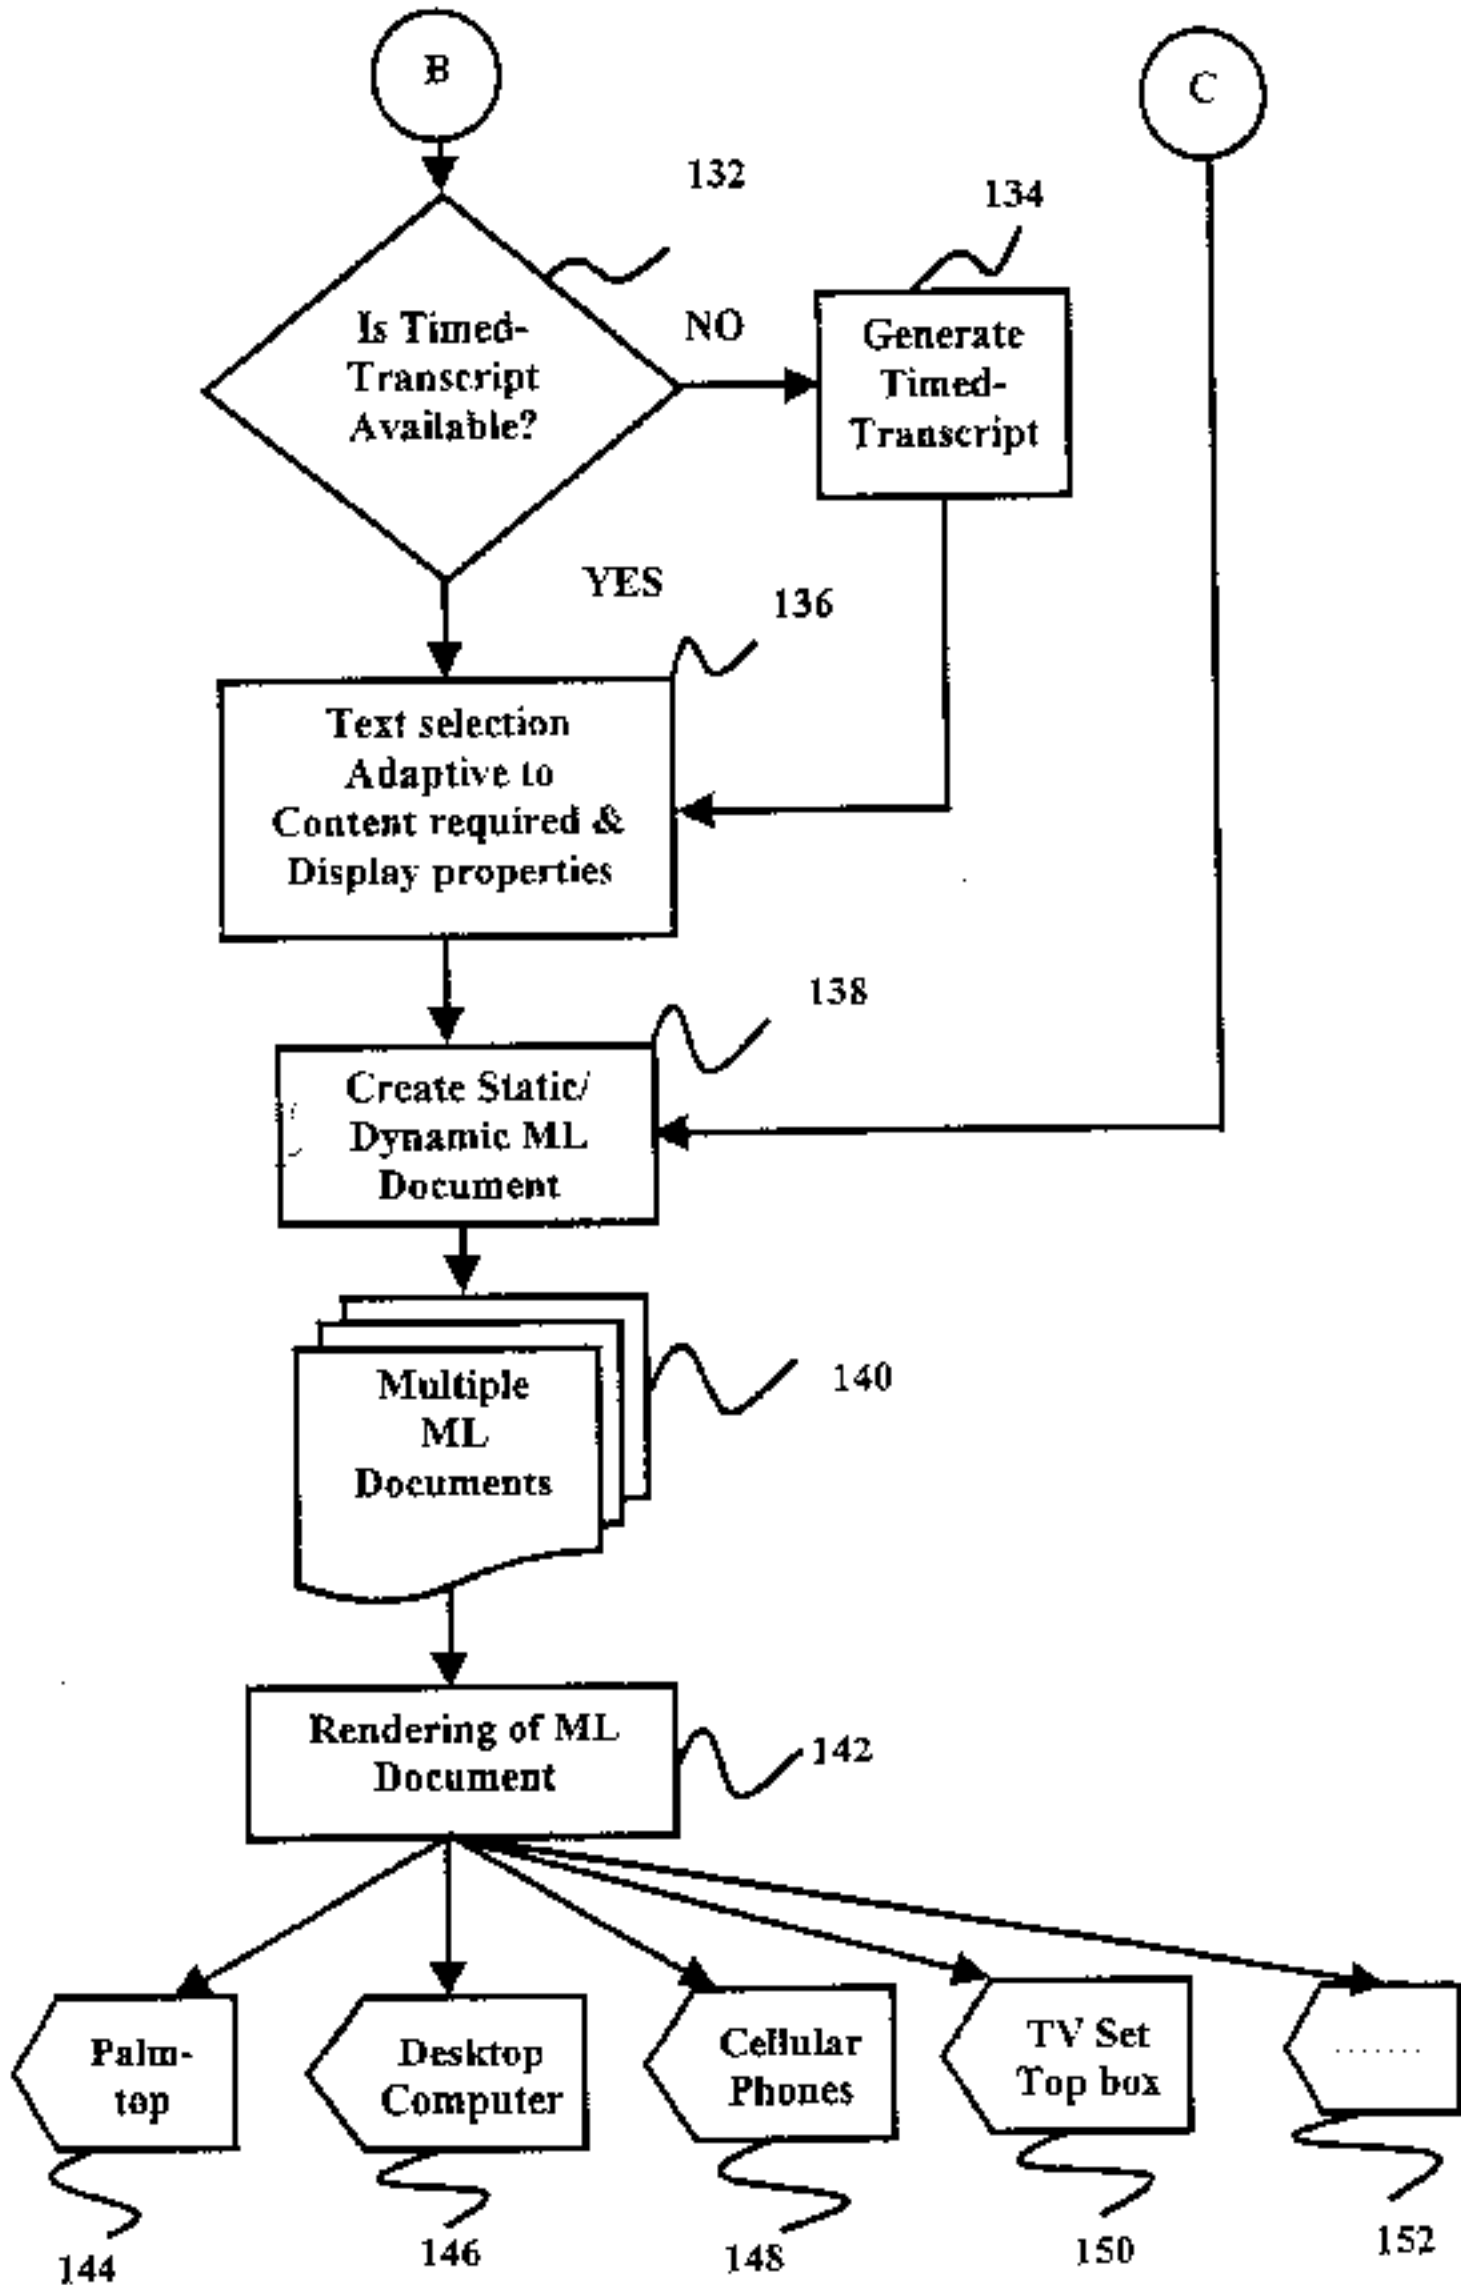 B
C
132
134
Is Timed-
Transcript
Available?
NO
Generate
Timed-
Transcript
YES
136
Text selection
Adaptive to
Content required &
Display properties
138
Create Static/
Dynamic ML
Document
Multiple
ML
Documents
140
Rendering of ML
Document
142
Palm-
top
Desktop
Computer
Cellular
Phones
TV Set
Top box
........
144
146
148
150
152